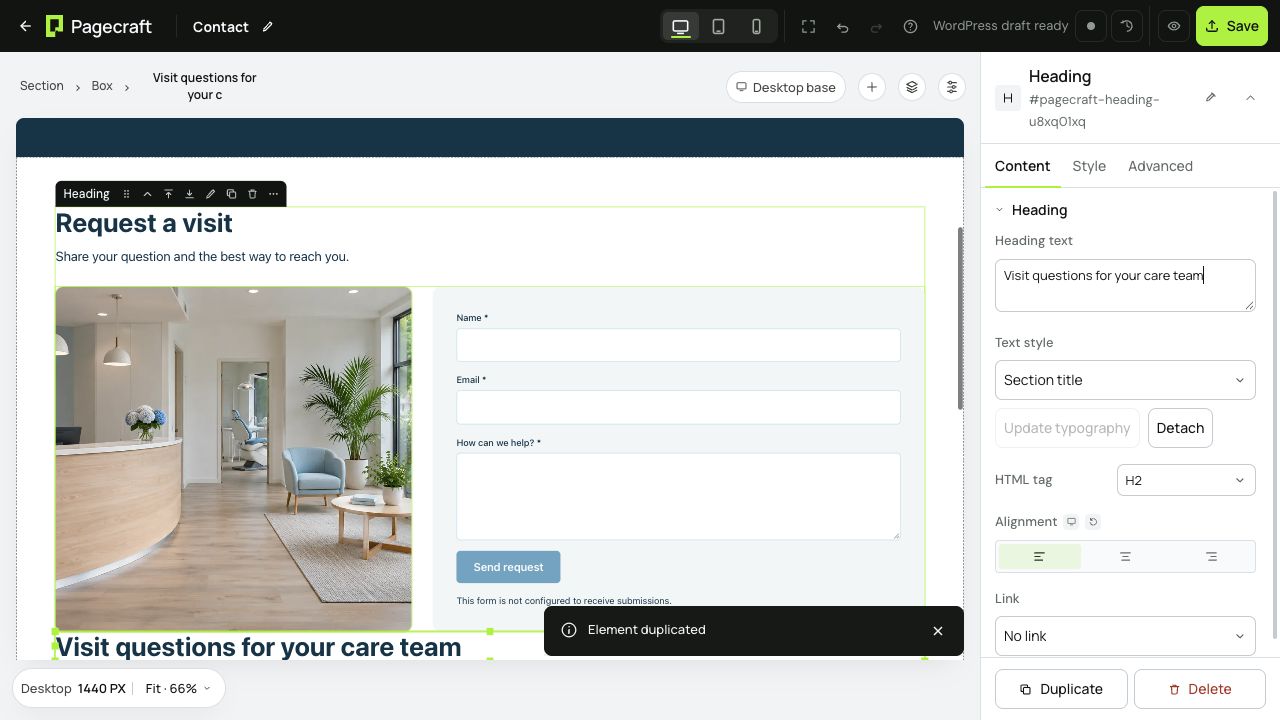 Pagecraft
Contact
WordPress draft ready
Save
Section
Box
Visit questions for
your c
Desktop base
Heading
Request a visit
Share your question and the best way to reach you.
Name *
Email *
How can we help? *
Send request
This form is not configured to receive submissions.
Visit questions for your care team
Element duplicated
Desktop 1440 PX
Fit · 66%
H
Heading
#pagecraft-heading-
u8xq01xq
Content
Style
Advanced
Heading
Heading text
Visit questions for your care team
Text style
Section title
Update typography
Detach
HTML tag
H2
Alignment
Link
No link
Duplicate
Delete